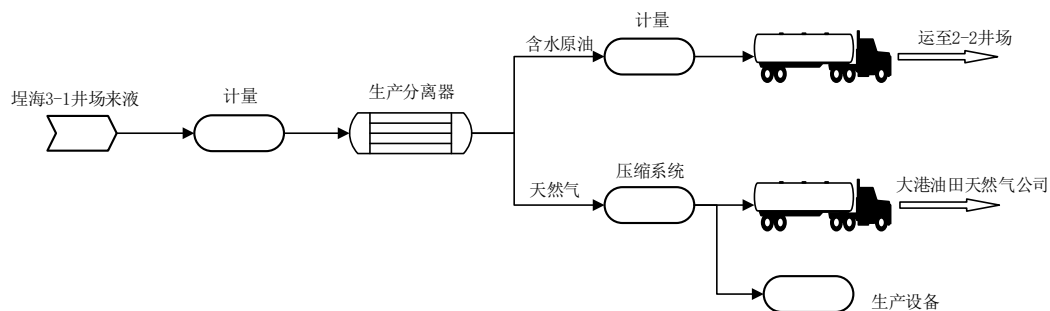 计量
含水原油
运至2-2井场
生产分离器
埕海3-1井场来液
计量
压缩系统
天然气
大港油田天然气公司
生产设备